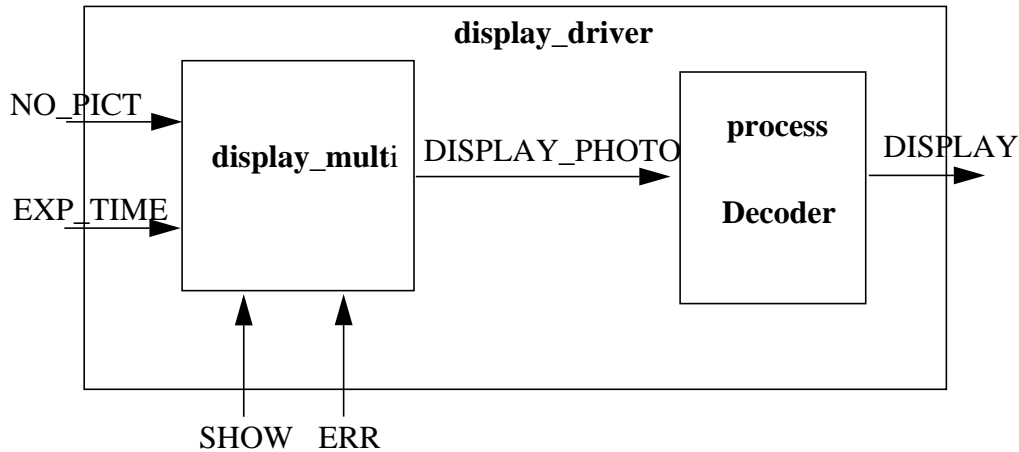 display_driver
NO_PICT
EXP_TIME
display_multi
DISPLAY_PHOTO
process
Decoder
DISPLAY
SHOW
ERR